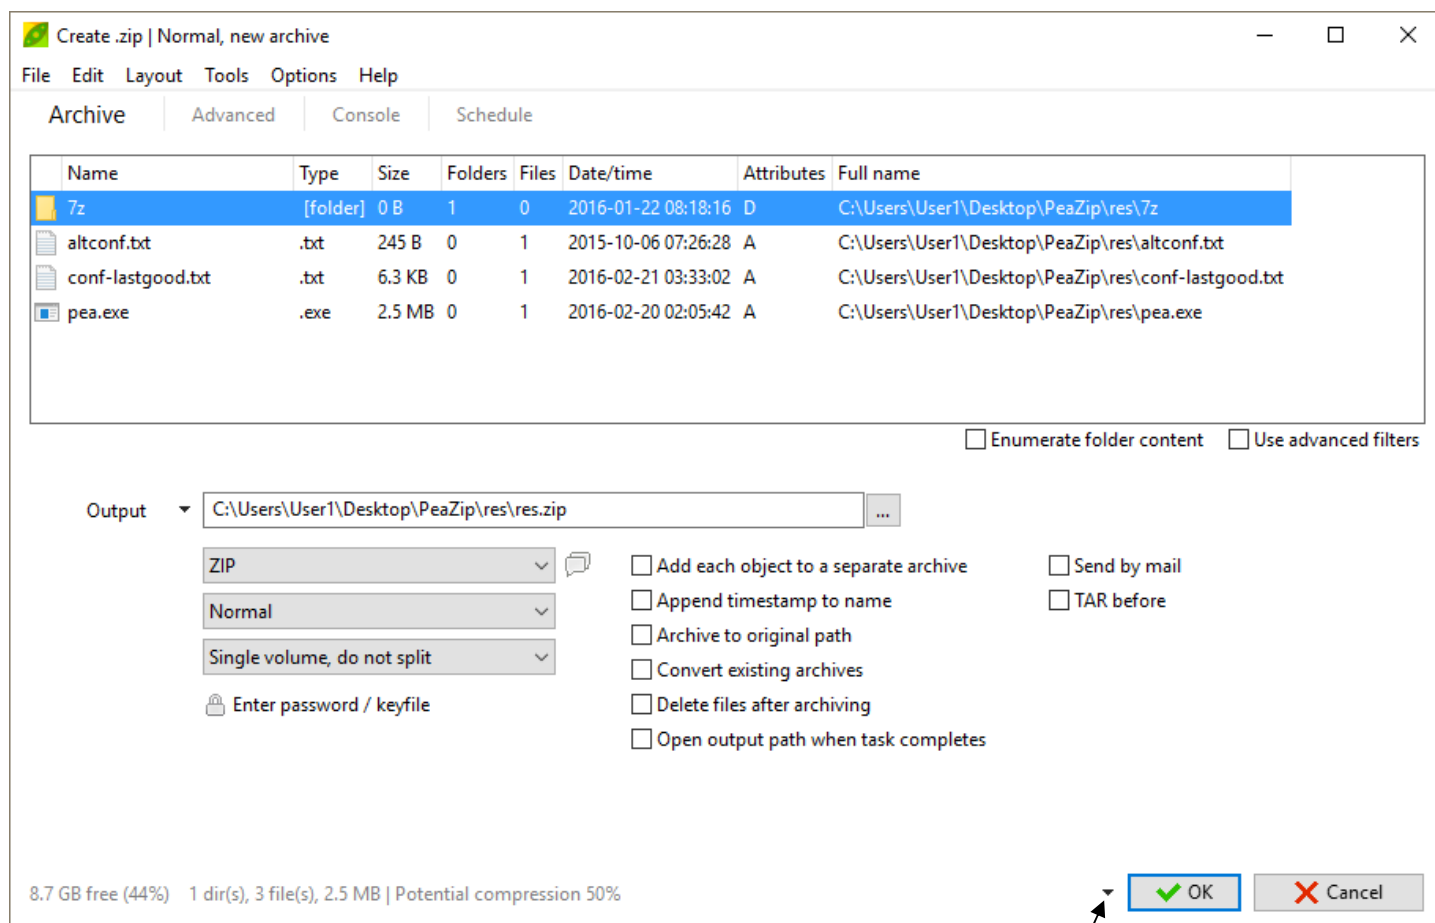 Create .zip | Normal, new archive
File Edit Layout Tools Options Help
Archive Advanced Console Schedule
Name Type Size Folders Files Date/time Attributes Full name
7z [folder] 0 B 1 0 2016-01-22 08:18:16 D C:\Users\User1\Desktop\PeaZip\res\7z
altconf.txt .txt 245 B 0 1 2015-10-06 07:26:28 A C:\Users\User1\Desktop\PeaZip\res\altconf.txt
conf-lastgood.txt .txt 6.3 KB 0 1 2016-02-21 03:33:02 A C:\Users\User1\Desktop\PeaZip\res\conf-lastgood.txt
pea.exe .exe 2.5 MB 0 1 2016-02-20 02:05:42 A C:\Users\User1\Desktop\PeaZip\res\pea.exe
Enumerate folder content Use advanced filters
Output C:\Users\User1\Desktop\PeaZip\res\res.zip ...
ZIP Add each object to a separate archive Send by mail
Normal Append timestamp to name TAR before
Archive to original path
Single volume, do not split Convert existing archives
Enter password / keyfile Delete files after archiving
Open output path when task completes
8.7 GB free (44%) 1 dir(s), 3 file(s), 2.5 MB | Potential compression 50% OK Cancel